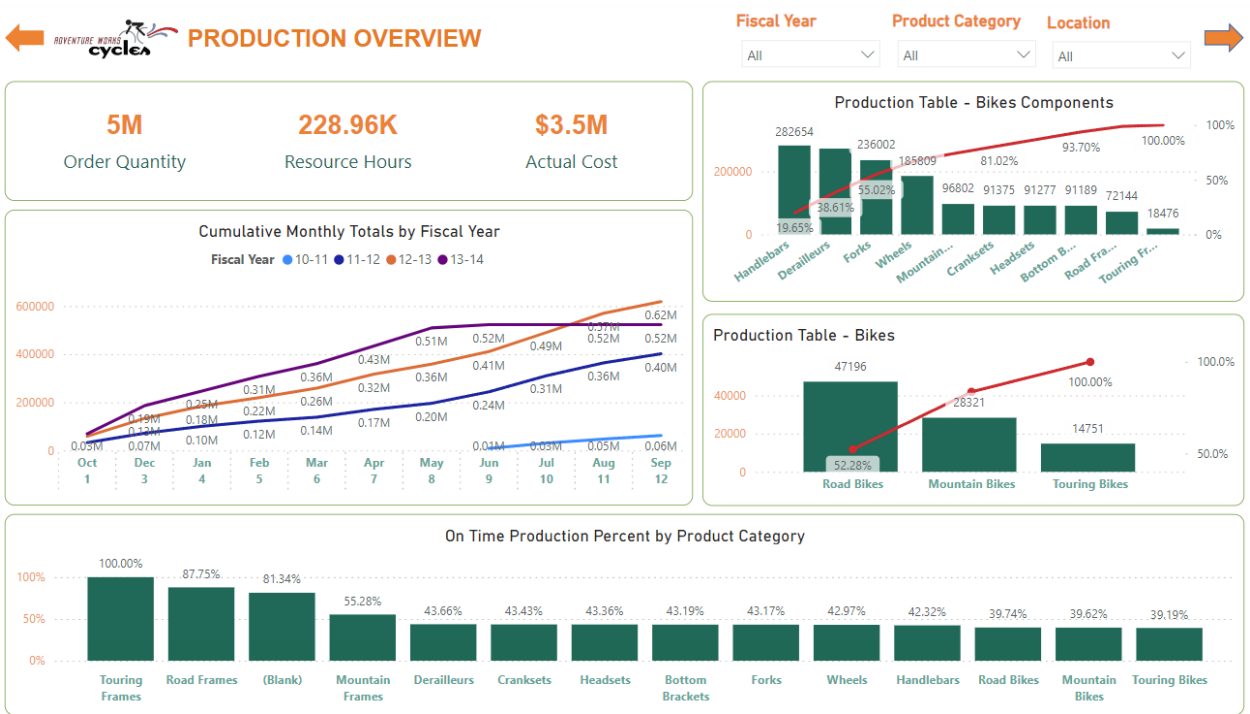 ADVENTURE WORKS
cycles
PRODUCTION OVERVIEW
Fiscal Year
Product Category
Location
All
All
All
5M
228.96K
$3.5M
Order Quantity
Resource Hours
Actual Cost
Cumulative Monthly Totals by Fiscal Year
Fiscal Year 10-11 11-12 12-13 13-14
600000
400000
200000
0
0.03M
0.19M
0.07M
0.25M
0.18M
0.10M
0.31M
0.22M
0.12M
0.36M
0.26M
0.14M
0.43M
0.32M
0.17M
0.51M
0.36M
0.20M
0.52M
0.41M
0.24M
0.01M
0.49M
0.31M
0.03M
0.57M
0.52M
0.36M
0.05M
0.62M
0.52M
0.40M
0.06M
Oct Dec Jan Feb Mar Apr May Jun Jul Aug Sep
1 3 4 5 6 7 8 9 10 11 12
Production Table - Bikes Components
282654
236002
185809
96802 91375 91277 91189 72144 18476
19.65%
38.61%
55.02%
81.02%
93.70%
100.00%
200000
0
100%
50%
0%
Handlebars
Derailleurs
Forks
Wheels
Mountain...
Cranksets
Headsets
Bottom B...
Road Fra...
Touring Fr...
Production Table - Bikes
47196
28321
14751
52.28%
100.00%
40000
20000
0
100.0%
50.0%
Road Bikes Mountain Bikes Touring Bikes
On Time Production Percent by Product Category
100%
50%
0%
100.00% 87.75% 81.34% 55.28% 43.66% 43.43% 43.36% 43.19% 43.17% 42.97% 42.32% 39.74% 39.62% 39.19%
Touring Frames
Road Frames
(Blank)
Mountain Frames
Derailleurs
Cranksets
Headsets
Bottom Brackets
Forks
Wheels
Handlebars
Road Bikes
Mountain Bikes
Touring Bikes